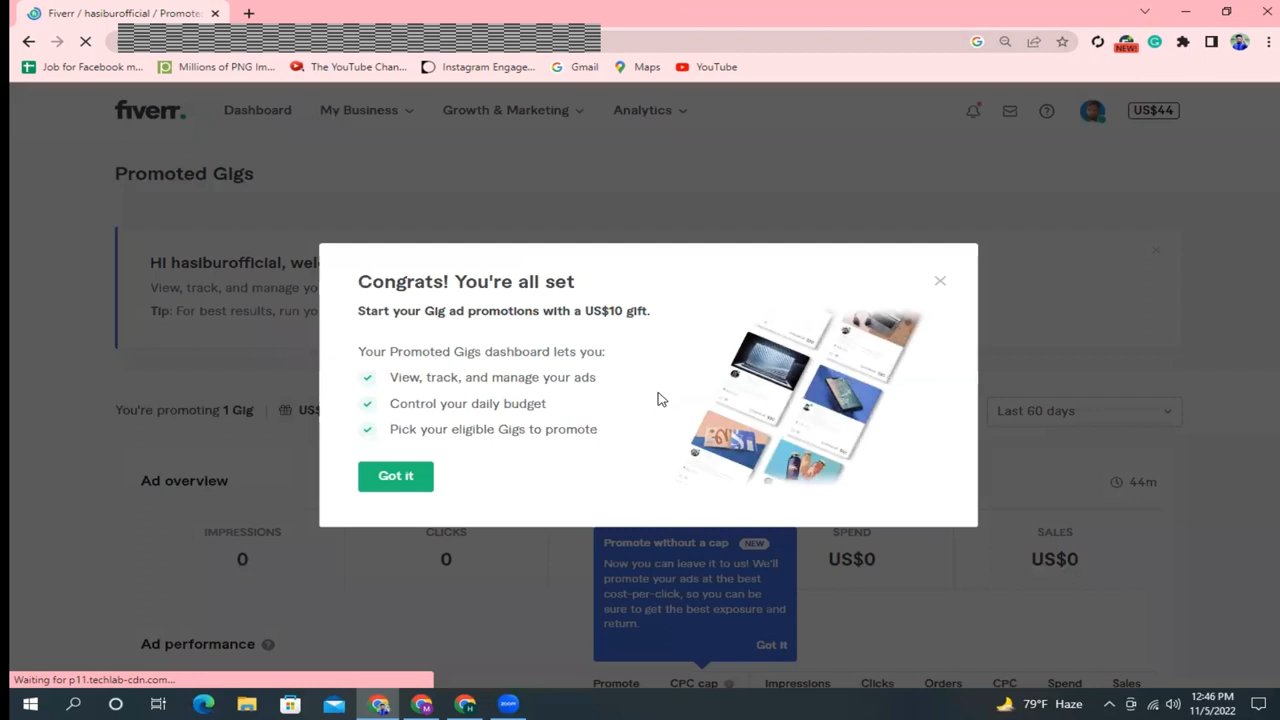 Fiverr / hasiburofficial / Promote
NEW
Job for Facebook m...
Millions of PNG Im...
The YouTube Chan...
Instagram Engage...
Gmail
Maps
YouTube
fiverr.
Dashboard
My Business
Growth & Marketing
Analytics
US$44
Promoted Gigs
Hi hasiburofficial, wel
View, track, and manage yo
Tip: For best results, run yo
Congrats! You're all set
Start your Gig ad promotions with a US$10 gift.
Your Promoted Gigs dashboard lets you:
View, track, and manage your ads
Control your daily budget
Pick your eligible Gigs to promote
Got it
You're promoting 1 Gig
US$
Last 60 days
Ad overview
44m
IMPRESSIONS
CLICKS
SPEND
SALES
0
0
US$0
US$0
Promote without a cap NEW
Now you can leave it to us! We'll
promote your ads at the best
cost-per-click, so you can be
sure to get the best exposure and
return.
Got it
Ad performance
Waiting for p11.techlab-cdn.com...
Promote
CPC cap
Impressions
Clicks
Orders
CPC
Spend
Sales
79°F Haze
12:46 PM
11/5/2022